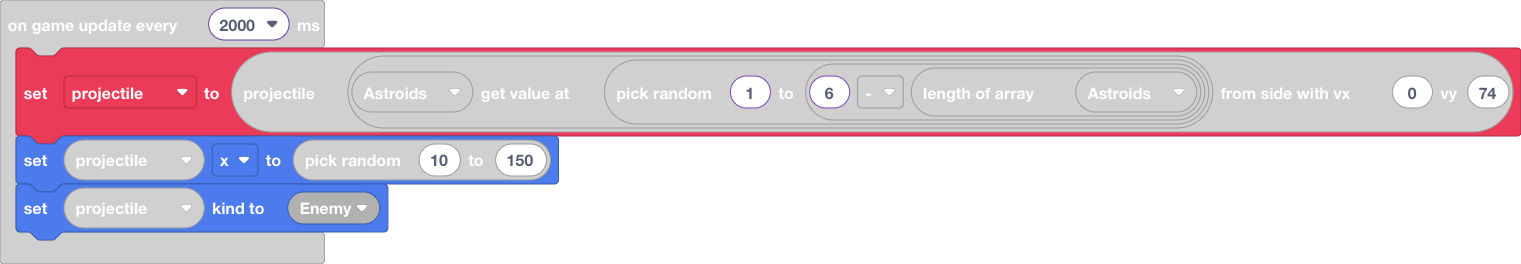 on game update every 2000 ms
set projectile to projectile Astroids get value at pick random 1 to 6 - length of array Astroids from side with vx 0 vy 74
set projectile x to pick random 10 to 150
set projectile kind to Enemy